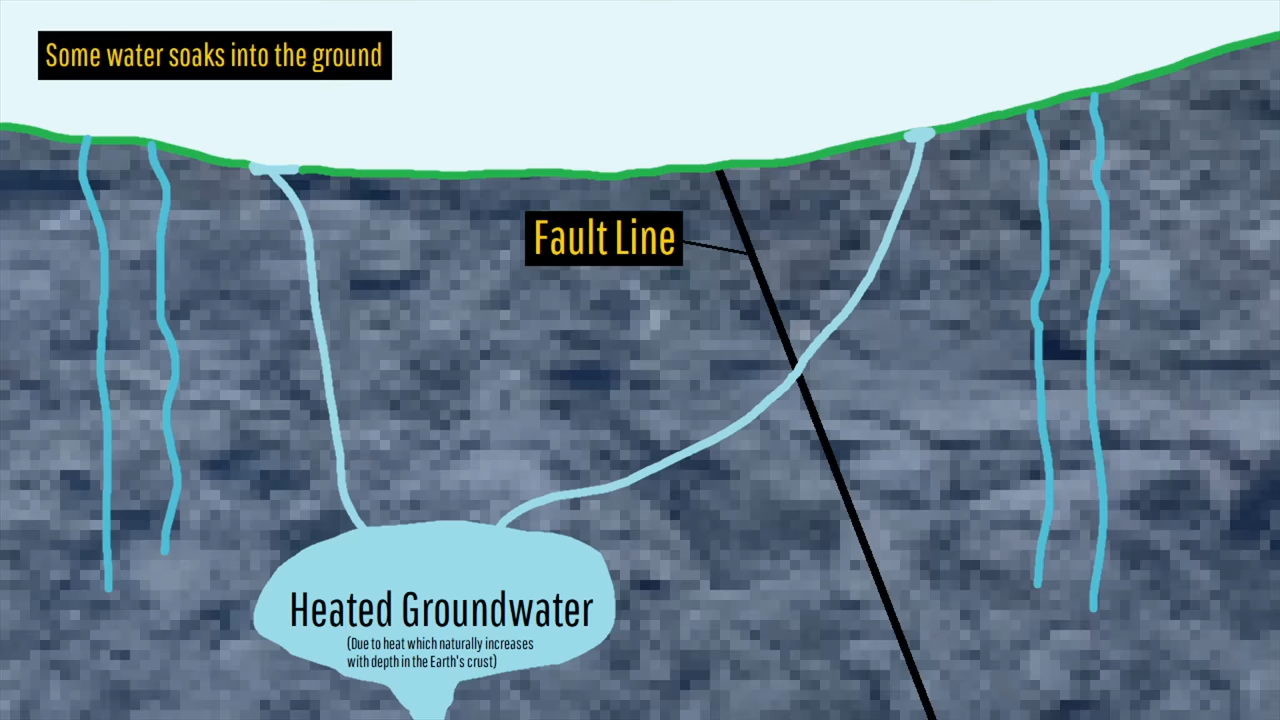 Some water soaks into the ground
Fault Line
Heated Groundwater
(Due to heat which naturally increases
with depth in the Earth's crust)